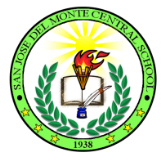 SAN JOSE DEL MONTE CENTRAL SCHOOL
1938